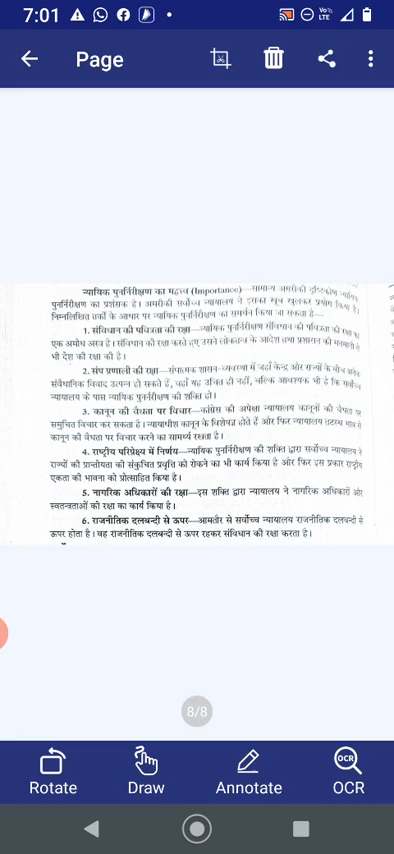 7:01
Vo
LTE
Page
न्यायिक पुनर्निरीक्षण का महत्त्व (Importance)—सामान्य अमरीकी दृष्टिकोण न्यायिक
पुनर्निरीक्षण का प्रशंसक है। अमरीकी सर्वोच्च न्यायालय ने इसका खूब खुलकर प्रयोग किया है।
निम्नलिखित तर्कों के आधार पर न्यायिक पुनर्निरीक्षण का समर्थन किया जा सकता है—
1. संविधान की पवित्रता की रक्षा—न्यायिक पुनर्निरीक्षण संविधान की पवित्रता की रक्षा का
एक अमोघ अस्त्र है। संविधान की रक्षा करते हुए उसने लोकतन्त्र के आदेश तथा प्रशासन की मनमानी से
भी देश की रक्षा की है।
2. संघ प्रणाली की रक्षा—संघात्मक शासन-व्यवस्था में जहाँ केन्द्र और राज्यों के बीच अनेक
संवैधानिक विवाद उत्पन्न हो सकते हैं, वहाँ यह उचित ही नहीं, बल्कि आवश्यक भी है कि सर्वोच्च
न्यायालय के पास न्यायिक पुनर्निरीक्षण की शक्ति हो।
3. कानून की वैधता पर विचार—कांग्रेस की अपेक्षा न्यायालय कानूनों की वैधता पर
समुचित विचार कर सकता है। न्यायाधीश कानून के विशेषज्ञ होते हैं और फिर न्यायालय तटस्थ भाव से
कानून की वैधता पर विचार करने का सामर्थ्य रखता है।
4. राष्ट्रीय परिप्रेक्ष्य में निर्णय—न्यायिक पुनर्निरीक्षण की शक्ति द्वारा सर्वोच्च न्यायालय ने
राज्यों की प्रान्तीयता की संकुचित प्रवृत्ति को रोकने का भी कार्य किया है और फिर इस प्रकार राष्ट्रीय
एकता की भावना को प्रोत्साहित किया है।
5. नागरिक अधिकारों की रक्षा—इस शक्ति द्वारा न्यायालय ने नागरिक अधिकारों और
स्वतन्त्रताओं की रक्षा का कार्य किया है।
6. राजनीतिक दलबन्दी से ऊपर—आमतौर से सर्वोच्च न्यायालय राजनीतिक दलबन्दी से
ऊपर होता है। वह राजनीतिक दलबन्दी से ऊपर रहकर संविधान की रक्षा करता है।
8/8
OCR
Rotate
Draw
Annotate
OCR